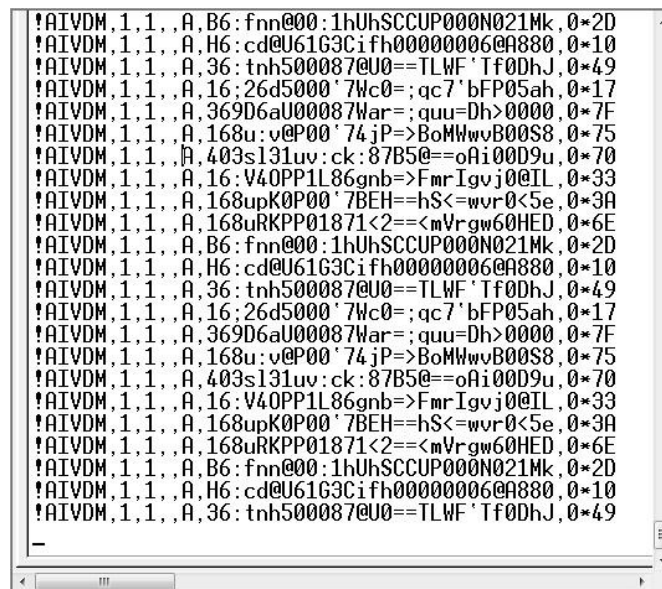 !AIVDM,1,1,,A,B6:fnn@00:1hUhSCCUP000N021Mk,0*2D
!AIVDM,1,1,,A,H6:cd@U61G3Cifh00000006@A880,0*10
!AIVDM,1,1,,A,36:tnh500087@U0==TLWF`Tf0DhJ,0*49
!AIVDM,1,1,,A,16;26d5000`7Wc0=;qc7`bFP05ah,0*17
!AIVDM,1,1,,A,369D6aU00087War=;quu=Dh>0000,0*7F
!AIVDM,1,1,,A,168u:v@P00`74jP=>BoMWwvB00S8,0*75
!AIVDM,1,1,,A,403sl31uv:ck:87B5@==oAi00D9u,0*70
!AIVDM,1,1,,A,16:V4OPP1L86gnb=>FmrIgvj0@IL,0*33
!AIVDM,1,1,,A,168upK0P00`7BEH==hS<=wvr0<5e,0*3A
!AIVDM,1,1,,A,168uRKPP01871<2==<mVrgw60HED,0*6E
!AIVDM,1,1,,A,B6:fnn@00:1hUhSCCUP000N021Mk,0*2D
!AIVDM,1,1,,A,H6:cd@U61G3Cifh00000006@A880,0*10
!AIVDM,1,1,,A,36:tnh500087@U0==TLWF`Tf0DhJ,0*49
!AIVDM,1,1,,A,16;26d5000`7Wc0=;qc7`bFP05ah,0*17
!AIVDM,1,1,,A,369D6aU00087War=;quu=Dh>0000,0*7F
!AIVDM,1,1,,A,168u:v@P00`74jP=>BoMWwvB00S8,0*75
!AIVDM,1,1,,A,403sl31uv:ck:87B5@==oAi00D9u,0*70
!AIVDM,1,1,,A,16:V4OPP1L86gnb=>FmrIgvj0@IL,0*33
!AIVDM,1,1,,A,168upK0P00`7BEH==hS<=wvr0<5e,0*3A
!AIVDM,1,1,,A,168uRKPP01871<2==<mVrgw60HED,0*6E
!AIVDM,1,1,,A,B6:fnn@00:1hUhSCCUP000N021Mk,0*2D
!AIVDM,1,1,,A,H6:cd@U61G3Cifh00000006@A880,0*10
!AIVDM,1,1,,A,36:tnh500087@U0==TLWF`Tf0DhJ,0*49